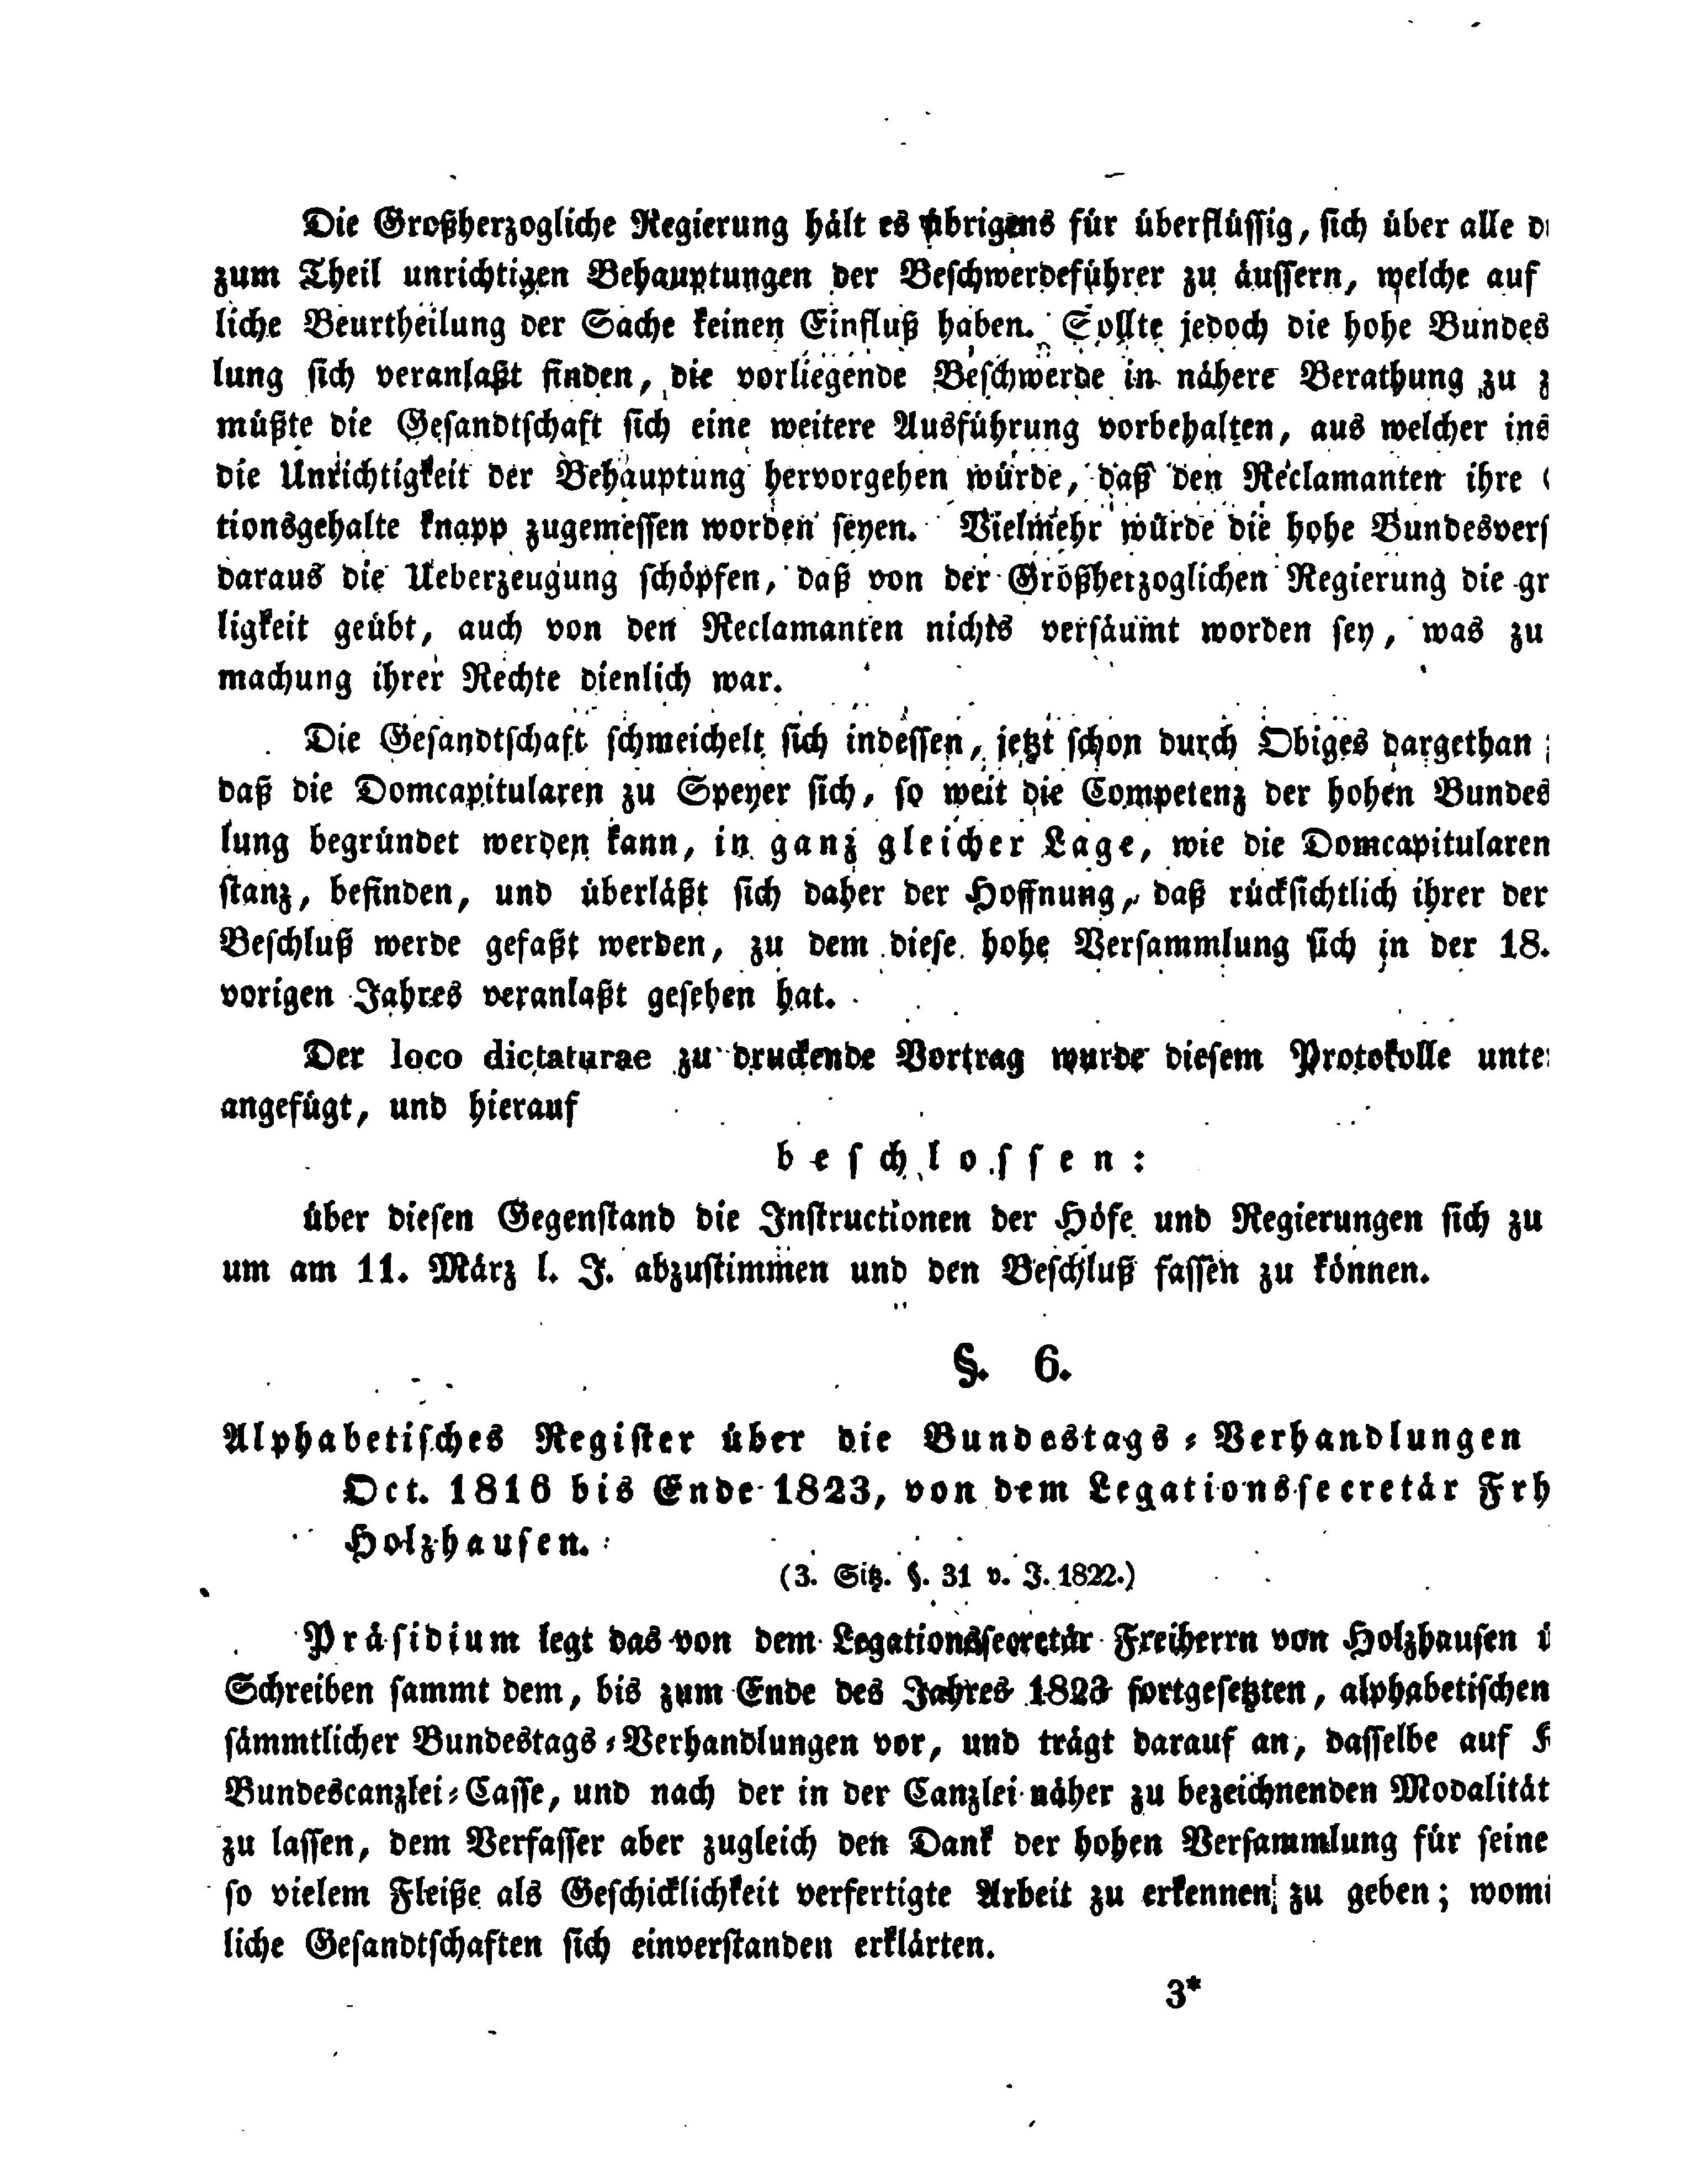 Die Großherzogliche Regierung hält es übrigens für überflüssig, sich über alle
zum Theil unrichtigen Behauptungen der Beschwerdeführer zu äussern, welche auf
liche Beurtheilung der Sache keinen Einfluß haben. Sollte jedoch die hohe Bundes
lung sich veranlaßt finden, die vorliegende Beschwerde in nähere Berathung zu
müßte die Gesandtschaft sich eine weitere Ausführung vorbehalten, aus welcher ins
die Unrichtigkeit der Behauptung hervorgehen würde, daß den Reclamanten ihre
tionsgehalte knapp zugemessen worden seyen. Vielmehr würde die hohe Bundesvers
daraus die Ueberzeugung schöpfen, daß von der Großherzoglichen Regierung die gr
ligkeit geübt, auch von den Reclamanten nichts versäumt worden sey, was zu
machung ihrer Rechte dienlich war.
Die Gesandtschaft schmeichelt sich indessen, jetzt schon durch Obiges dargethan
daß die Domcapitularen zu Speyer sich, so weit die Competenz der hohen Bundes
lung begründet werden kann, in ganz gleicher Lage, wie die Domcapitularen
stanz, befinden, und überläßt sich daher der Hoffnung, daß rücksichtlich ihrer der
Beschluß werde gefaßt werden, zu dem diese hohe Versammlung sich in der 18.
vorigen Jahres veranlaßt gesehen hat.
Der loco dictaturae zu druckende Vortrag wurde diesem Protokolle unte
angefügt, und hierauf
beschlossen:
über diesen Gegenstand die Instructionen der Höfe und Regierungen sich zu
um am 11. März l. J. abzustimmen und den Beschluß fassen zu können.
§. 6.
Alphabetisches Register über die Bundestags-Verhandlungen
Oct. 1816 bis Ende 1823, von dem Legationssecretär Frh
Holzhausen.
(3. Sitz. §. 31 v. J. 1822.)
Präsidium legt das von dem Legationssecretär Freiherrn von Holzhausen
Schreiben sammt dem, bis zum Ende des Jahres 1823 fortgesetzten, alphabetischen
sämmtlicher Bundestags-Verhandlungen vor, und trägt darauf an, dasselbe auf
Bundescanzlei-Casse, und nach der in der Canzlei näher zu bezeichnenden Modalität
zu lassen, dem Verfasser aber zugleich den Dank der hohen Versammlung für seine
so vielem Fleiße als Geschicklichkeit verfertigte Arbeit zu erkennen zu geben; womi
liche Gesandtschaften sich einverstanden erklärten.
3*